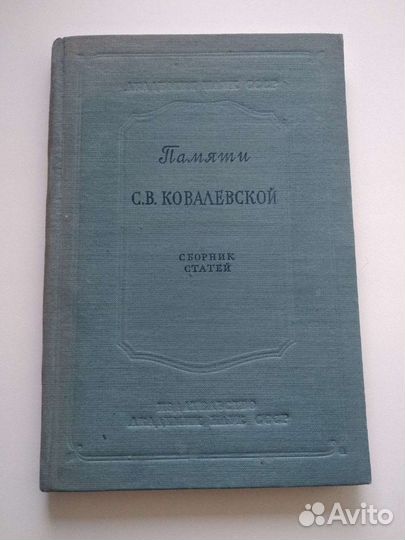 АКАДЕМИЯ НАУК СССР
Памяти
С.В. КОВАЛЕВСКОЙ
СБОРНИК
СТАТЕЙ
ИЗДАТЕЛЬСТВО
АКАДЕМИИ НАУК СССР
Avito